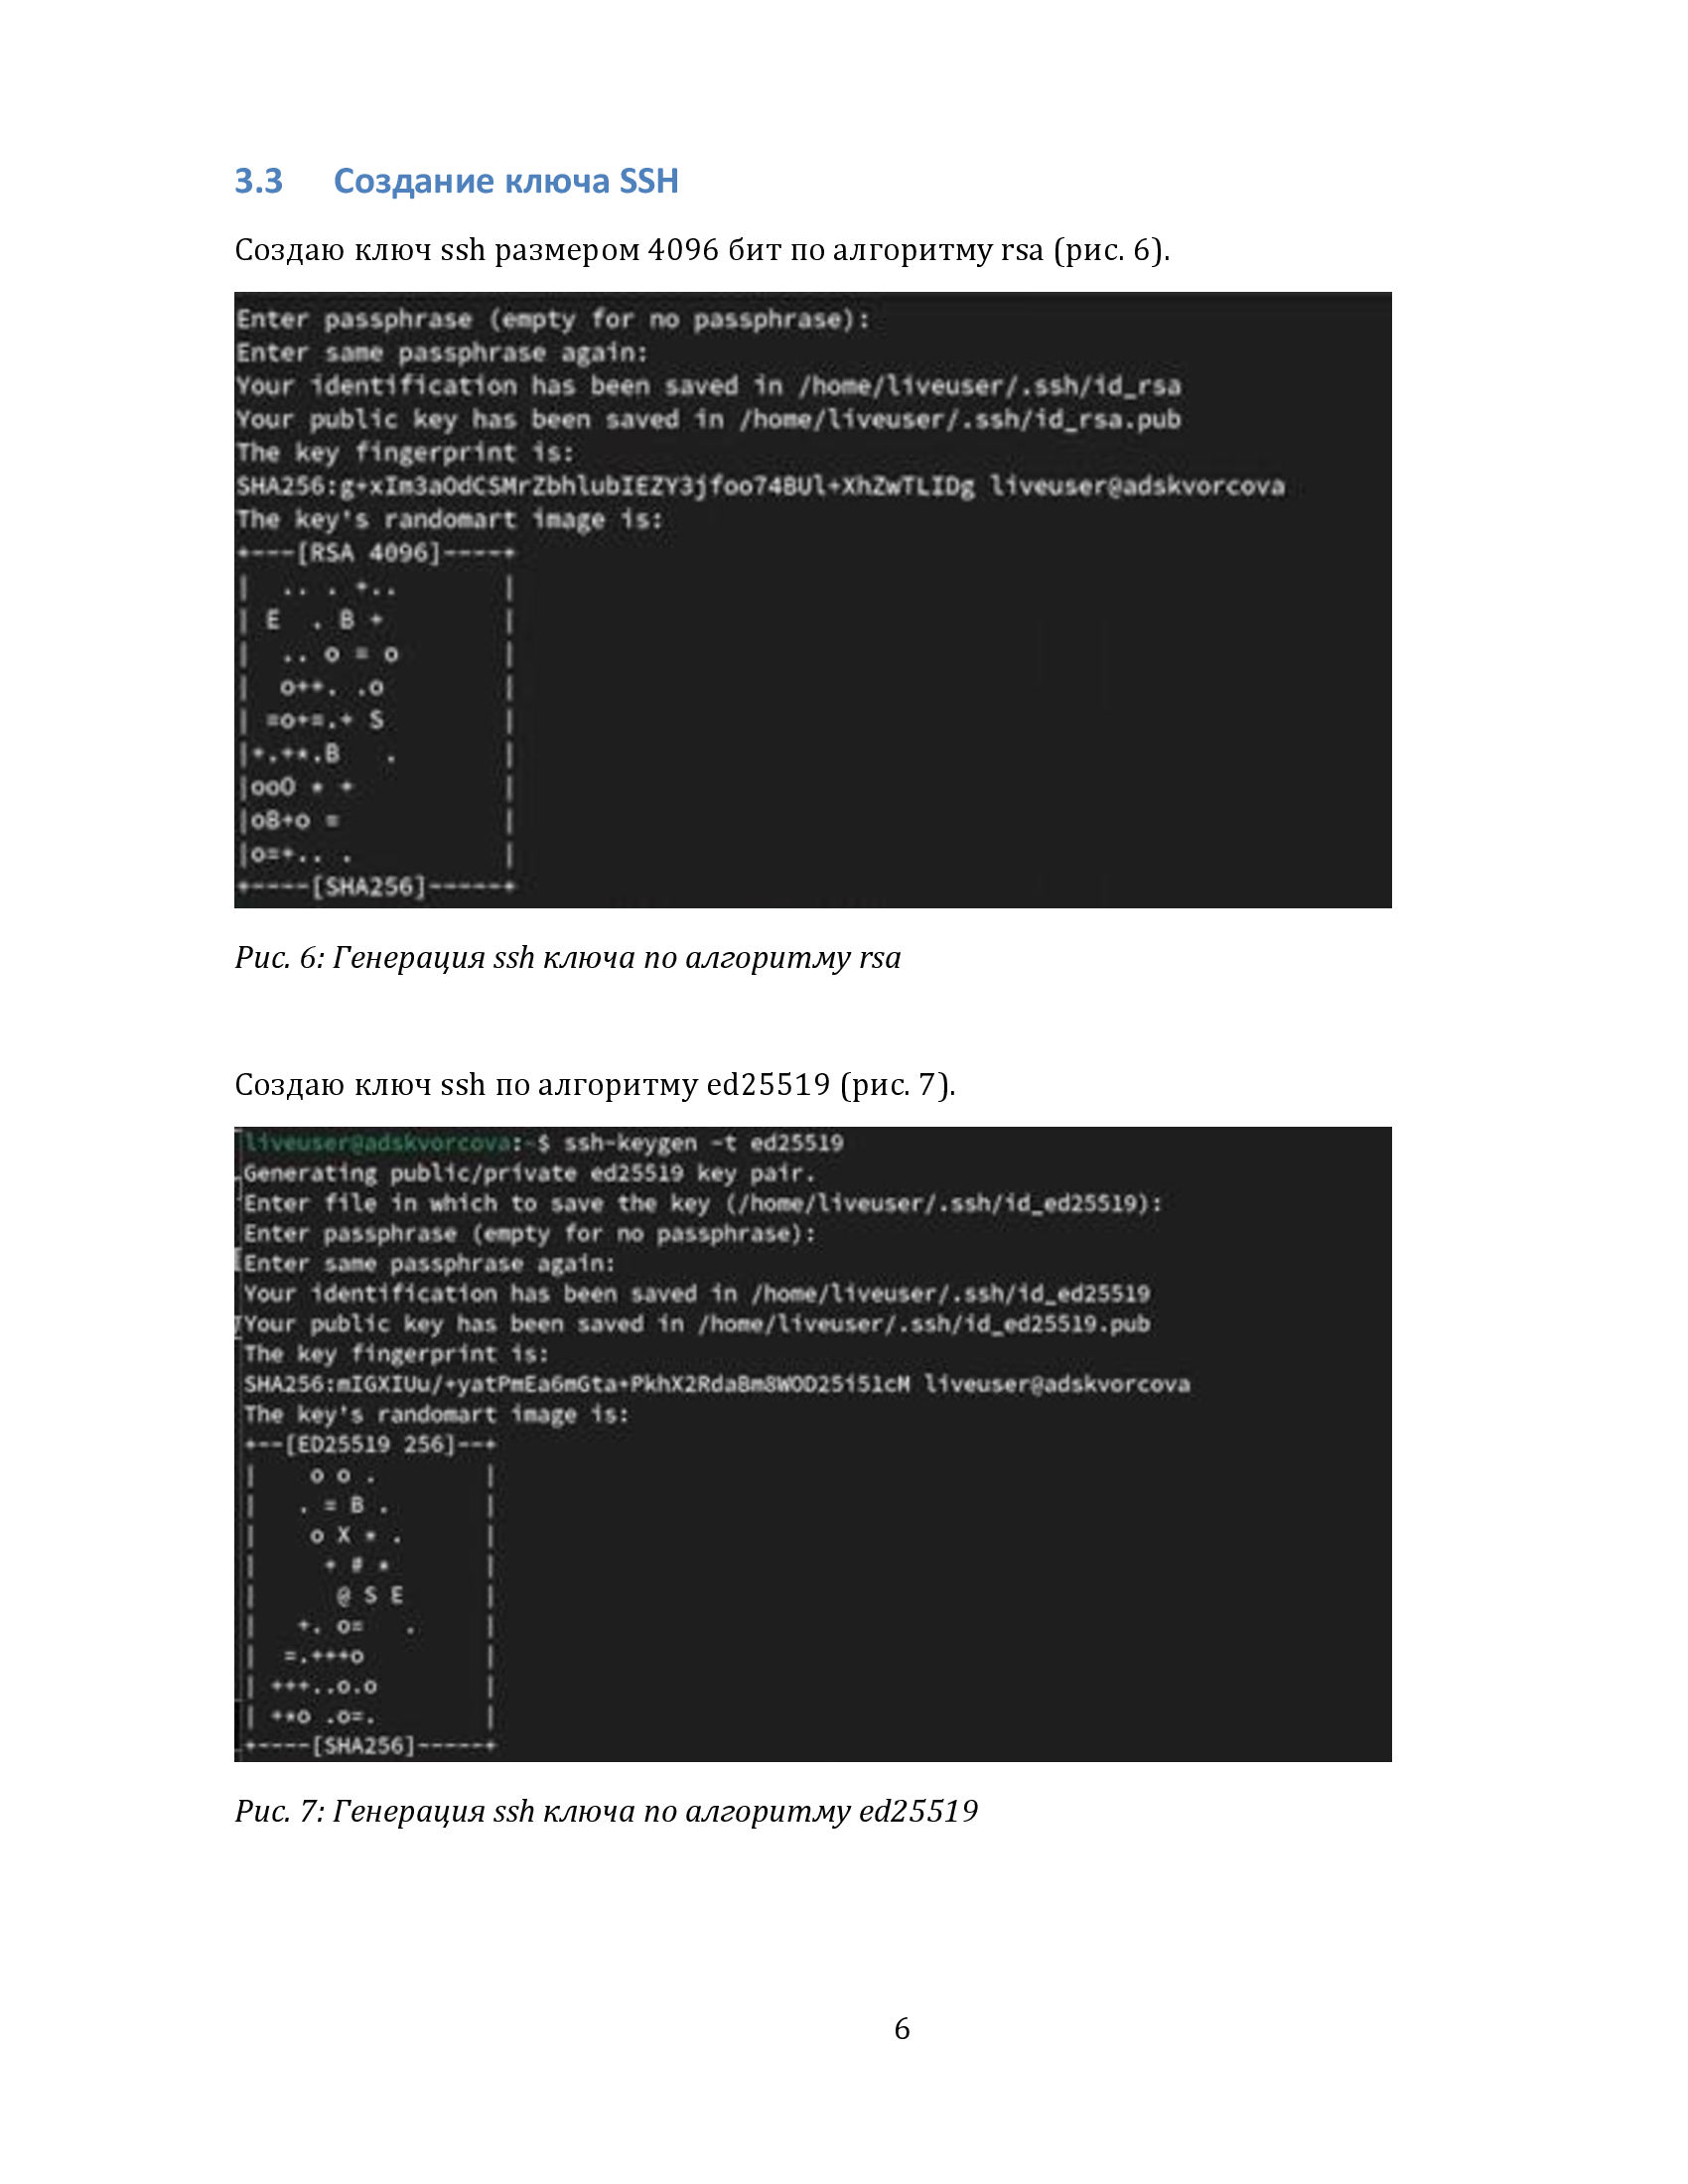 3.3 Создание ключа SSH
Создаю ключ ssh размером 4096 бит по алгоритму rsa (рис. 6).
Enter passphrase (empty for no passphrase):
Enter same passphrase again:
Your identification has been saved in /home/liveuser/.ssh/id_rsa
Your public key has been saved in /home/liveuser/.ssh/id_rsa.pub
The key fingerprint is:
SHA256:g+xIm3aOdCSMrZbhlubIEZY3jfoo74BUl+XhZwTLIDg liveuser@adskvorcova
The key's randomart image is:
+---[RSA 4096]----+
|  .. . +..       |
| E  . B +        |
|  .. o = o       |
|  o++. .o        |
| =o+=.+ S        |
|+.+*.B   .       |
|ooO * +          |
|oB+o =           |
|o=+.. .          |
+----[SHA256]-----+
Рис. 6: Генерация ssh ключа по алгоритму rsa
Создаю ключ ssh по алгоритму ed25519 (рис. 7).
liveuser@adskvorcova:~$ ssh-keygen -t ed25519
Generating public/private ed25519 key pair.
Enter file in which to save the key (/home/liveuser/.ssh/id_ed25519):
Enter passphrase (empty for no passphrase):
Enter same passphrase again:
Your identification has been saved in /home/liveuser/.ssh/id_ed25519
Your public key has been saved in /home/liveuser/.ssh/id_ed25519.pub
The key fingerprint is:
SHA256:mIGXIUu/+yatPmEa6mGta+PkhX2RdaBm8WOD25i51cM liveuser@adskvorcova
The key's randomart image is:
+--[ED25519 256]--+
|    o o .        |
|   . = B .       |
|    o X * .      |
|     + # *       |
|      @ S E      |
|   +. o=   .     |
|  =.+++o         |
| +++..o.o        |
| +*o .o=.        |
+----[SHA256]-----+
Рис. 7: Генерация ssh ключа по алгоритму ed25519
6